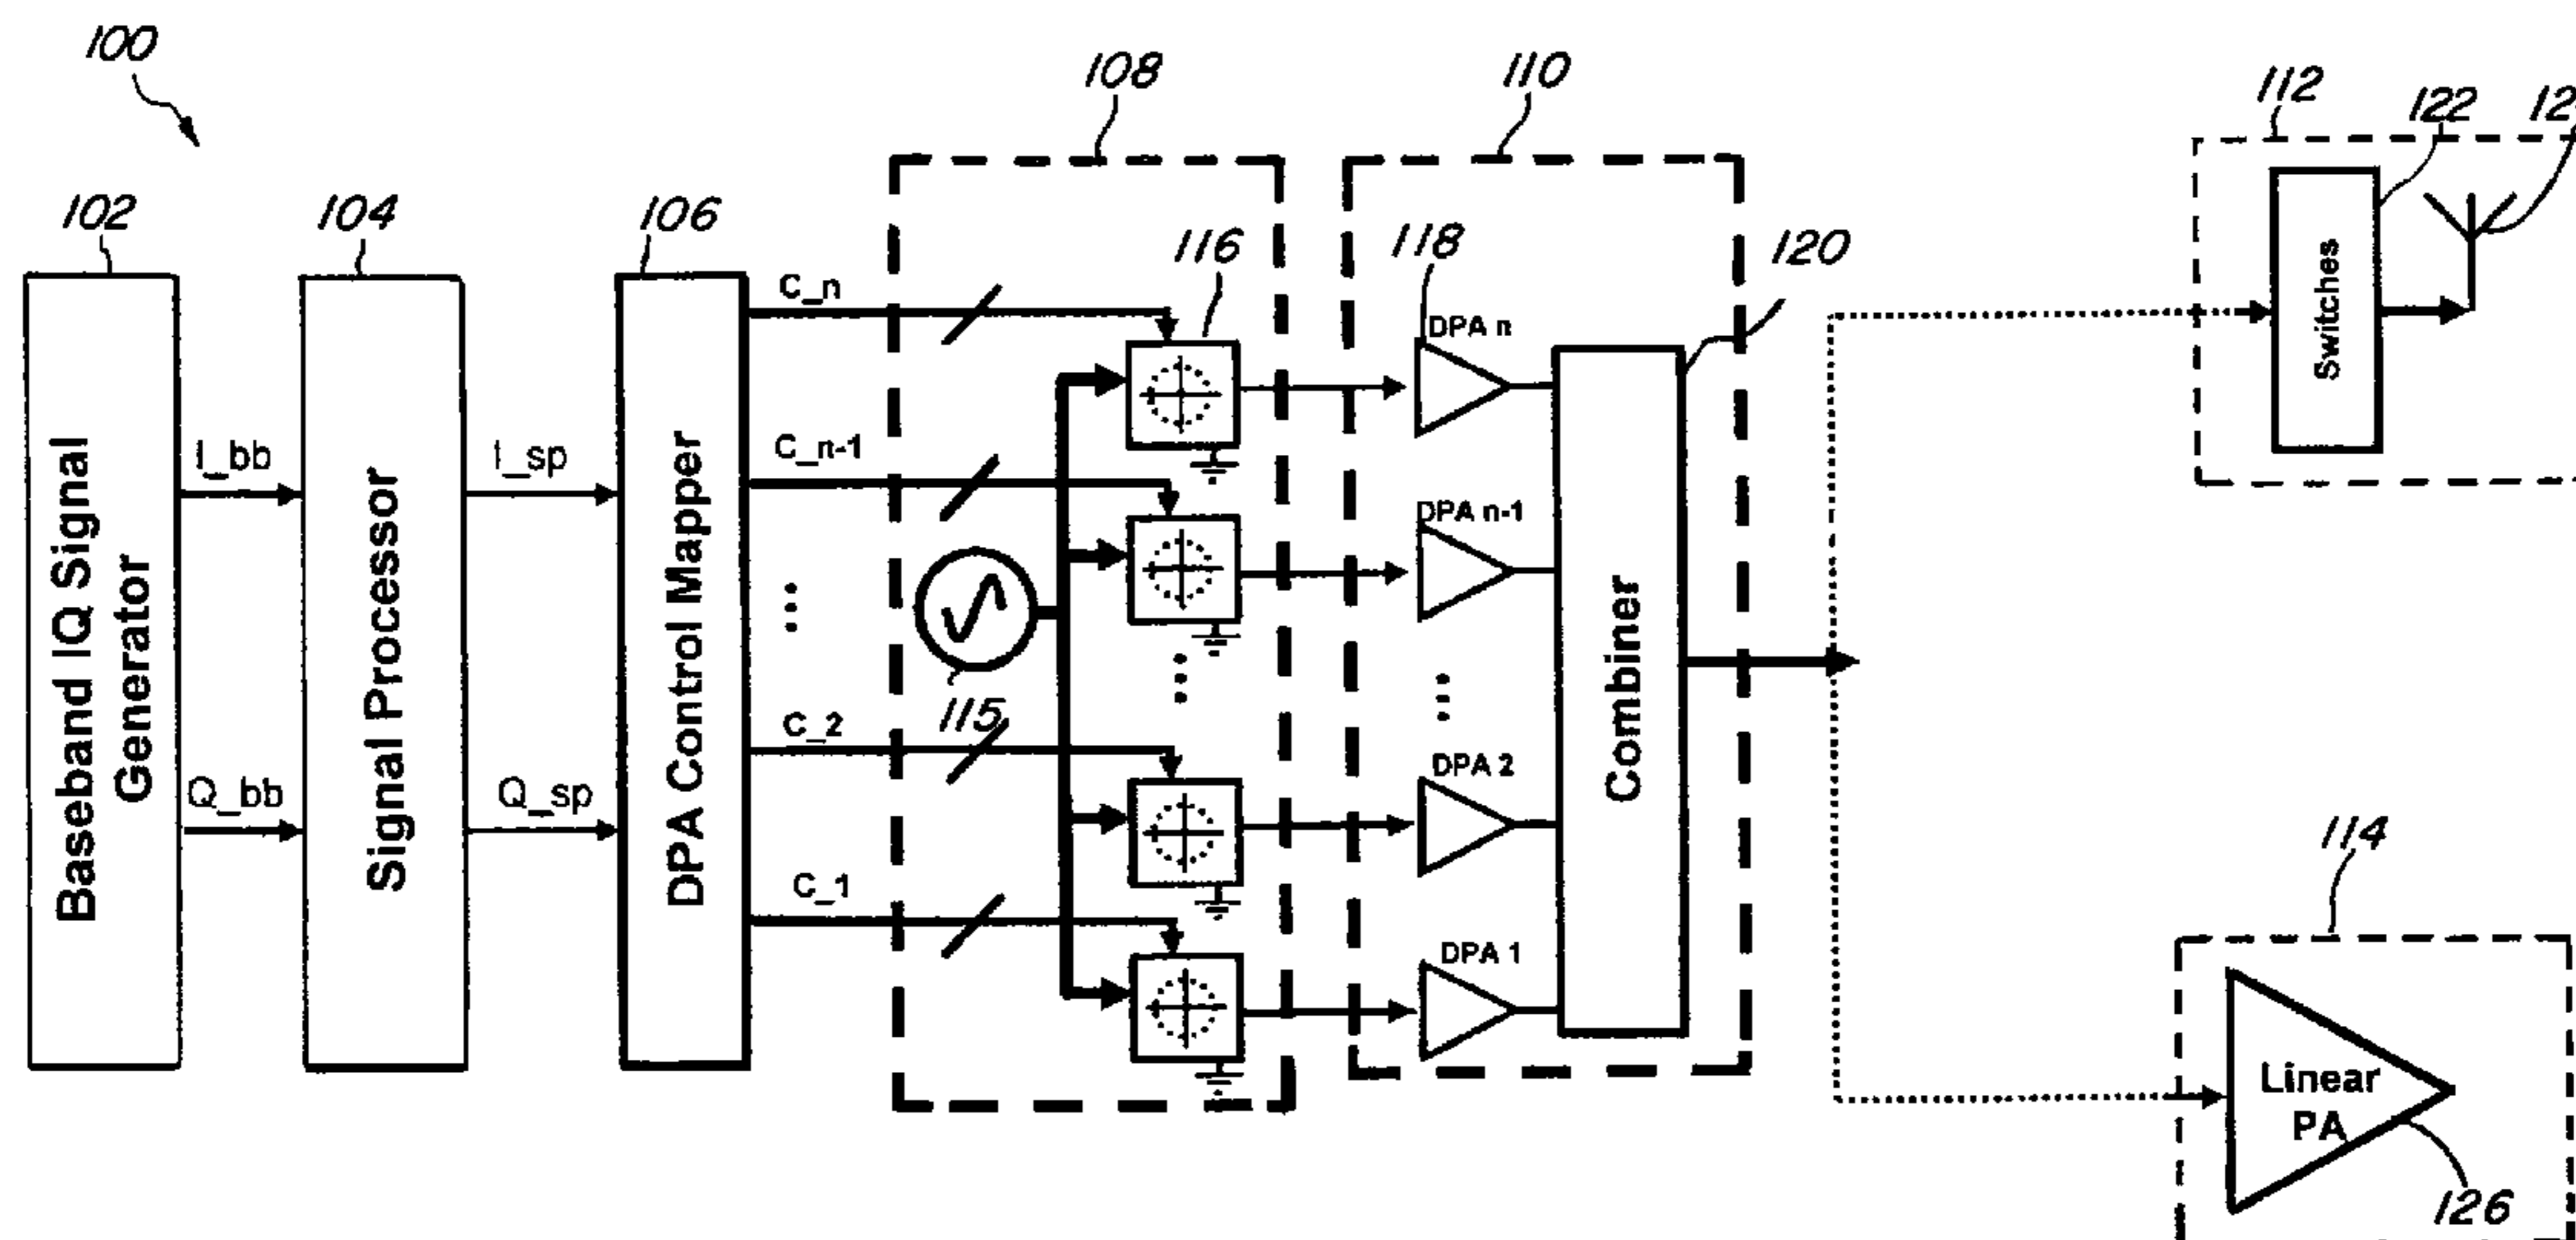 100
102
104
106
108
110
112
122
116
118
120
Baseband IQ Signal
Generator
I_bb
Q_bb
Signal Processor
I_sp
Q_sp
DPA Control Mapper
C_n
C_n-1
C_2
C_1
115
DPA n
DPA n-1
DPA 2
DPA 1
Combiner
Switches
114
Linear
PA
126